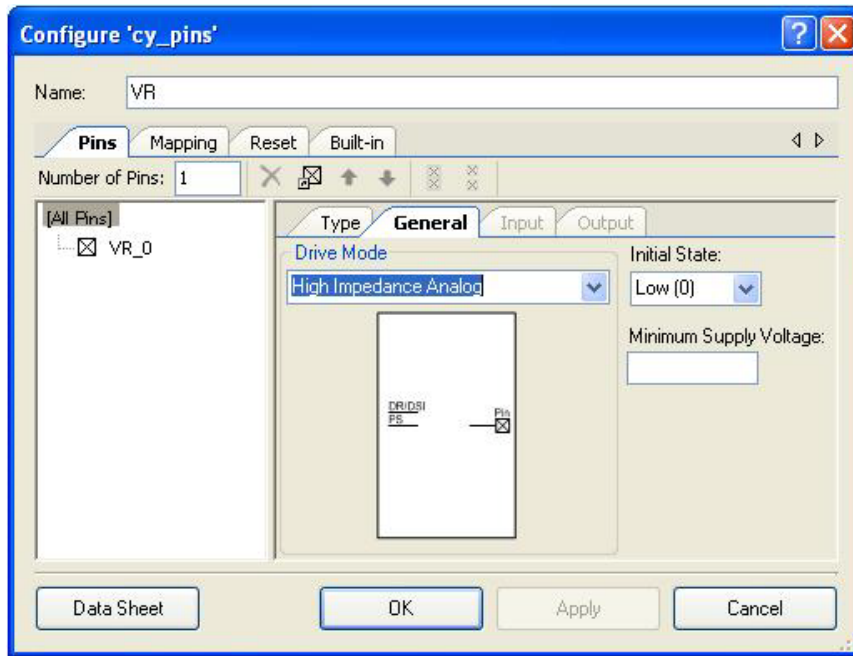 Configure 'cy_pins'
Name: VR
Pins Mapping Reset Built-in
Number of Pins: 1
[All Pins]
VR_0
Type General Input Output
Drive Mode
High Impedance Analog
DR/DSI
PS
Pin
Initial State:
Low (0)
Minimum Supply Voltage:
Data Sheet OK Apply Cancel